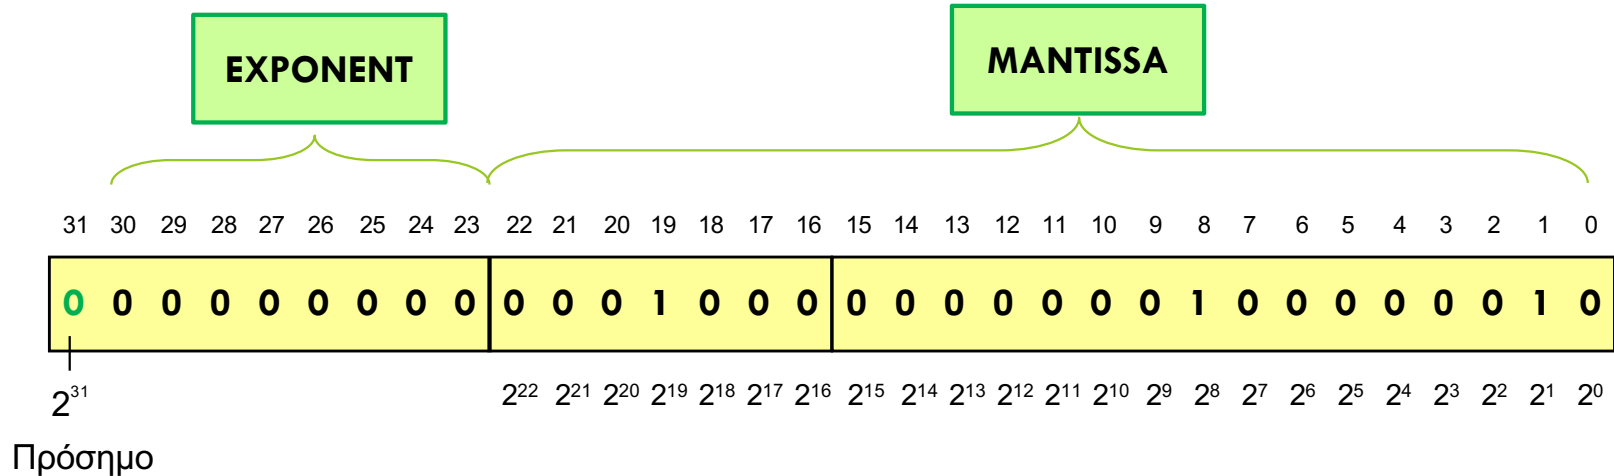 EXPONENT
MANTISSA
31 30 29 28 27 26 25 24 23 22 21 20 19 18 17 16 15 14 13 12 11 10 9 8 7 6 5 4 3 2 1 0
0 0 0 0 0 0 0 0 0 0 0 0 1 0 0 0 0 0 0 0 0 0 0 1 0 0 0 0 0 0 1 0
2³¹ 2²² 2²¹ 2²⁰ 2¹⁹ 2¹⁸ 2¹⁷ 2¹⁶ 2¹⁵ 2¹⁴ 2¹³ 2¹² 2¹¹ 2¹⁰ 2⁹ 2⁸ 2⁷ 2⁶ 2⁵ 2⁴ 2³ 2² 2¹ 2⁰
Πρόσημο